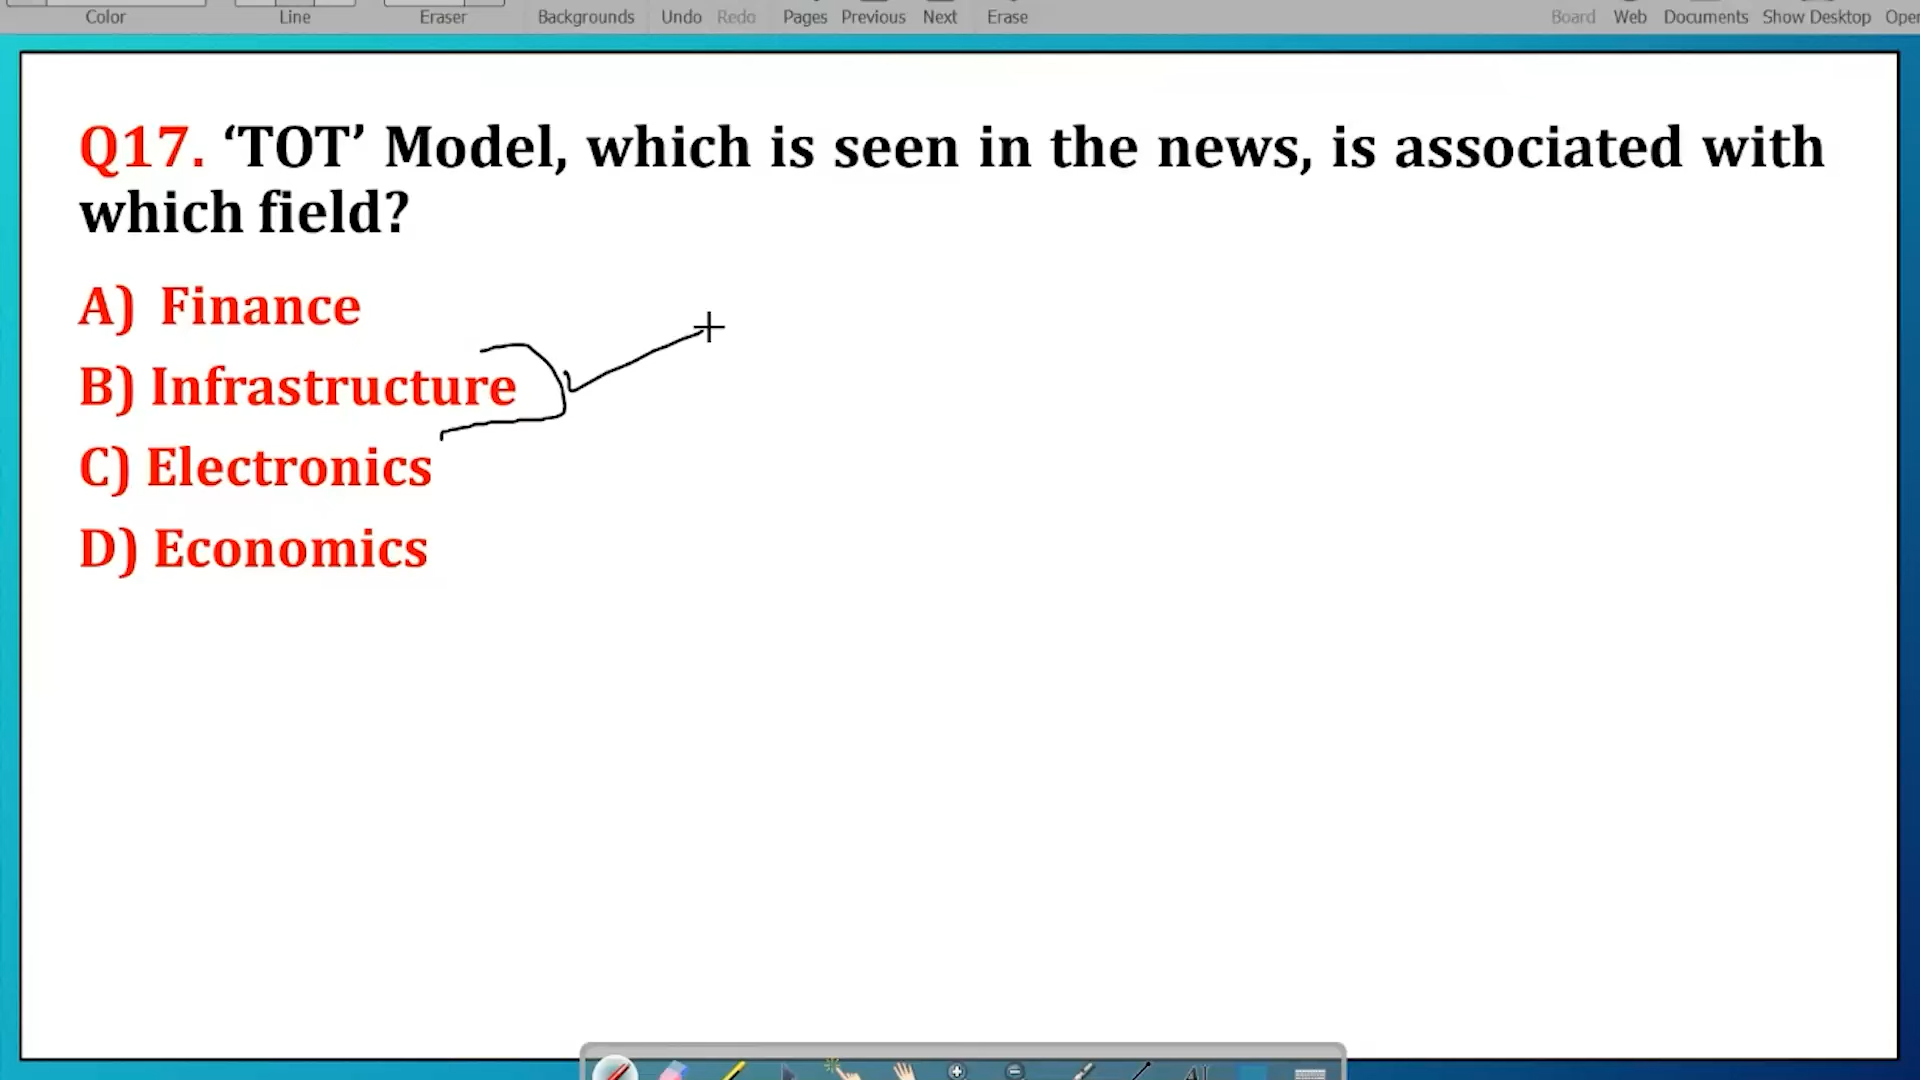 Color Line Eraser Backgrounds Undo Redo Pages Previous Next Erase Board Web Documents Show Desktop
Q17. ‘TOT’ Model, which is seen in the news, is associated with
which field?
A) Finance
B) Infrastructure
C) Electronics
D) Economics